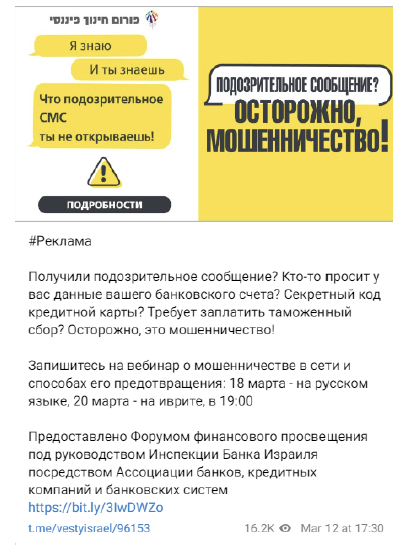 פורום חינוך פיננסי
Я знаю
И ты знаешь
Что подозрительное
СМС
ты не открываешь!
ПОДРОБНОСТИ
ПОДОЗРИТЕЛЬНОЕ СООБЩЕНИЕ?
ОСТОРОЖНО,
МОШЕННИЧЕСТВО!
#Реклама
Получили подозрительное сообщение? Кто-то просит у
вас данные вашего банковского счета? Секретный код
кредитной карты? Требует заплатить таможенный
сбор? Осторожно, это мошенничество!
Запишитесь на вебинар о мошенничестве в сети и
способах его предотвращения: 18 марта - на русском
языке, 20 марта - на иврите, в 19:00
Предоставлено Форумом финансового просвещения
под руководством Инспекции Банка Израиля
посредством Ассоциации банков, кредитных
компаний и банковских систем
https://bit.ly/3IwDWZo
t.me/vestyisrael/96153 16.2K Mar 12 at 17:30